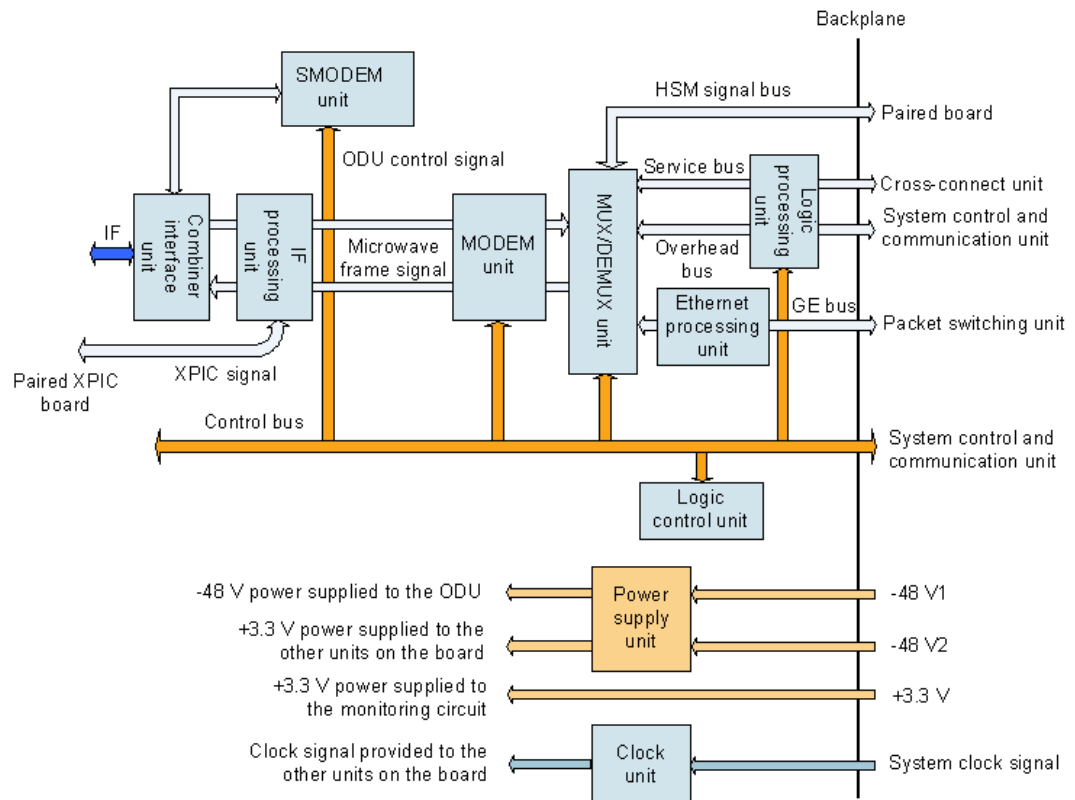 Backplane
SMODEM
unit
HSM signal bus
Paired board
ODU control signal
Service bus
Logic
processing
unit
Cross-connect unit
IF
Combiner
interface
unit
IF
processing
unit
Microwave
frame signal
MODEM
unit
MUX/DEMUX unit
Overhead
bus
System control and
communication unit
Ethernet
processing
unit
GE bus
Packet switching unit
Paired XPIC
board
XPIC signal
Control bus
System control and
communication unit
Logic
control unit
-48 V power supplied to the ODU
Power
supply
unit
-48 V1
+3.3 V power supplied to the
other units on the board
-48 V2
+3.3 V power supplied to
the monitoring circuit
+3.3 V
Clock signal provided to the
other units on the board
Clock
unit
System clock signal